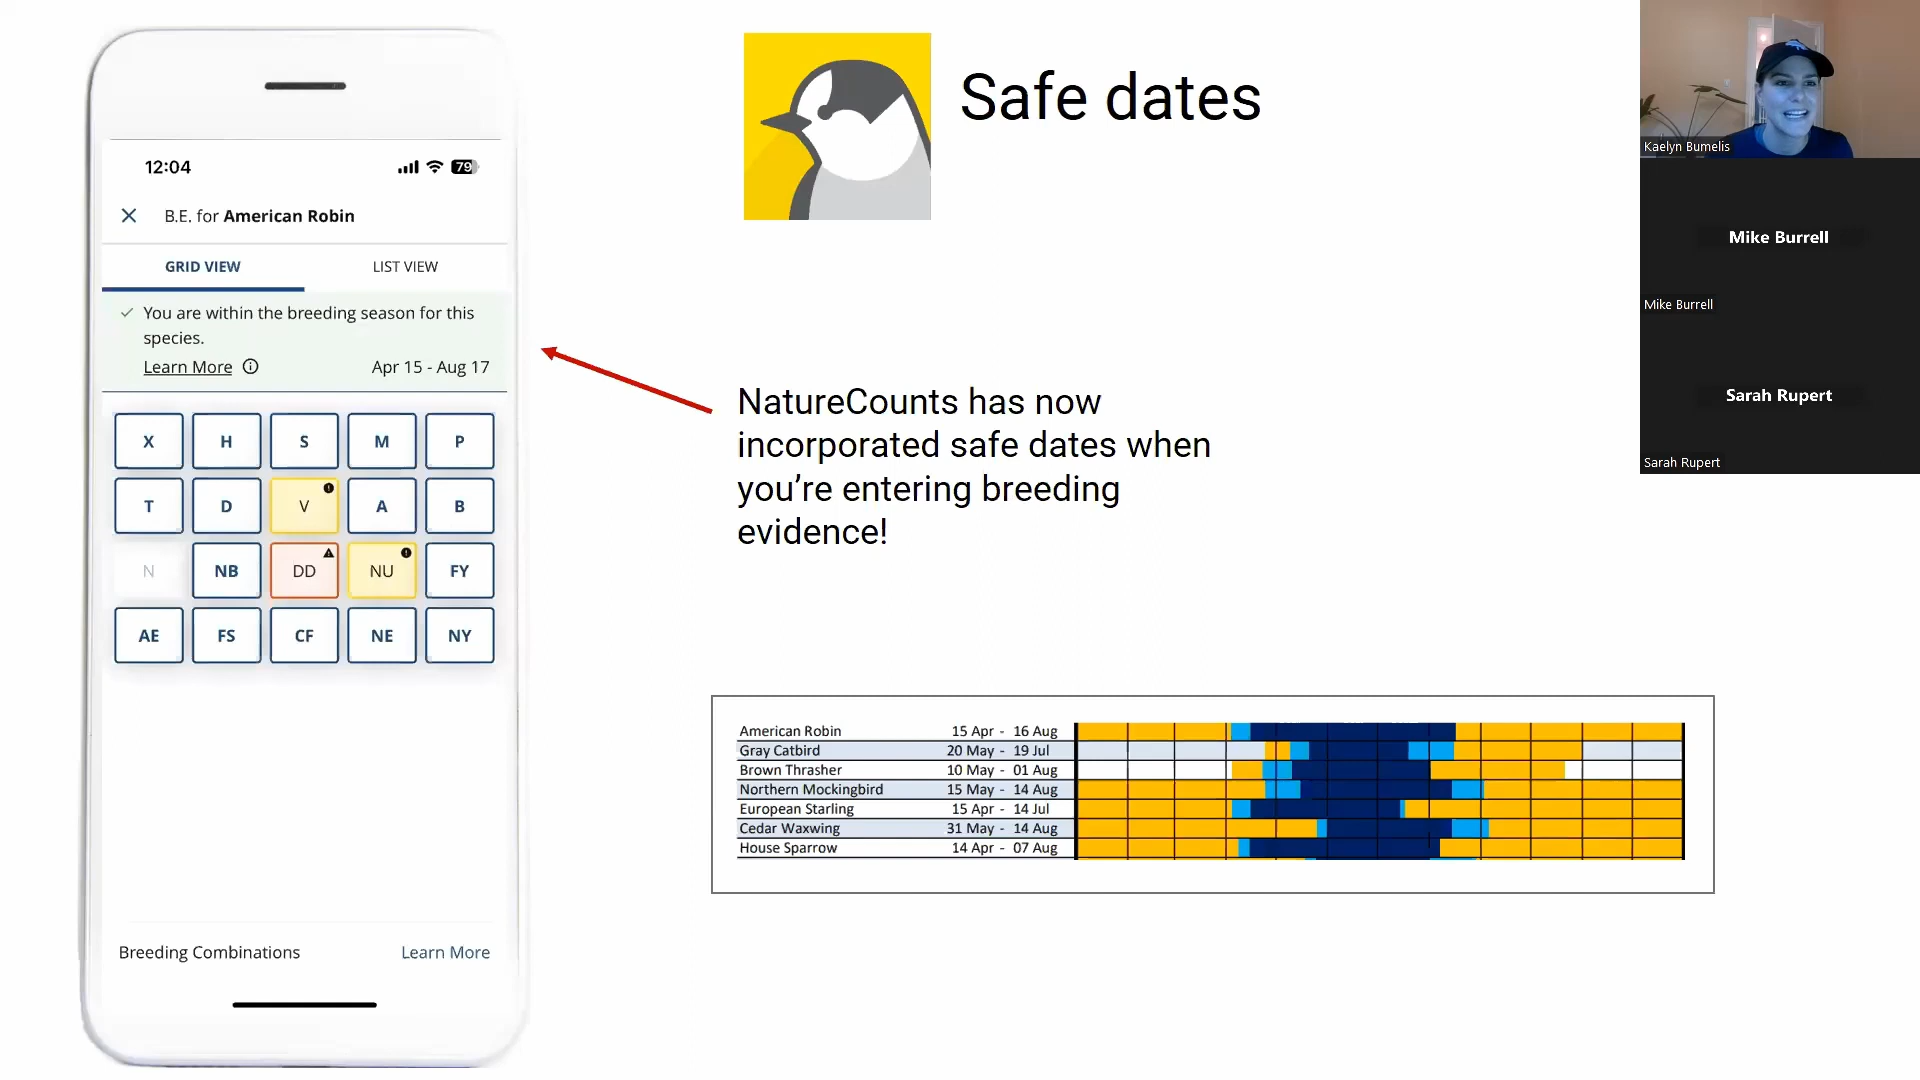 12:04
79
B.E. for American Robin
GRID VIEW
LIST VIEW
You are within the breeding season for this
species.
Learn More
Apr 15 - Aug 17
X H S M P
T D V A B
N NB DD NU FY
AE FS CF NE NY
Breeding Combinations
Learn More
Safe dates
NatureCounts has now
incorporated safe dates when
you’re entering breeding
evidence!
American Robin 15 Apr - 16 Aug
Gray Catbird 20 May - 19 Jul
Brown Thrasher 10 May - 01 Aug
Northern Mockingbird 15 May - 14 Aug
European Starling 15 Apr - 14 Jul
Cedar Waxwing 31 May - 14 Aug
House Sparrow 14 Apr - 07 Aug
Kaelyn Bumelis
Mike Burrell
Mike Burrell
Sarah Rupert
Sarah Rupert